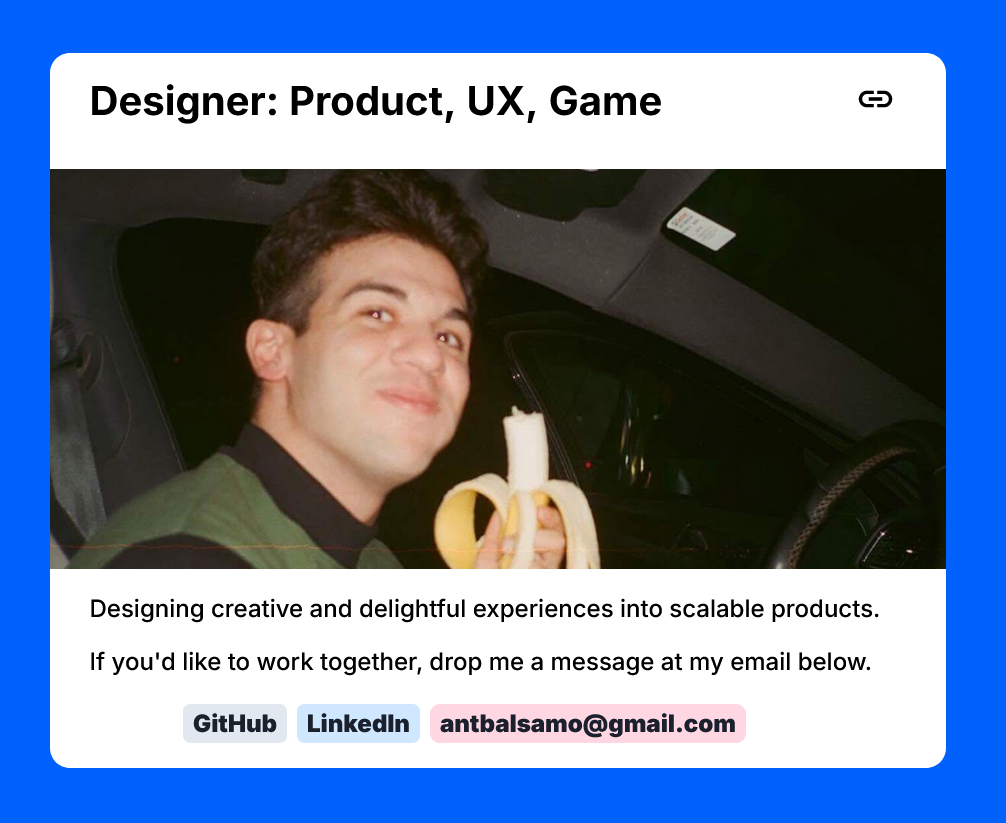 Designer: Product, UX, Game
Designing creative and delightful experiences into scalable products.
If you'd like to work together, drop me a message at my email below.
GitHub LinkedIn antbalsamo@gmail.com